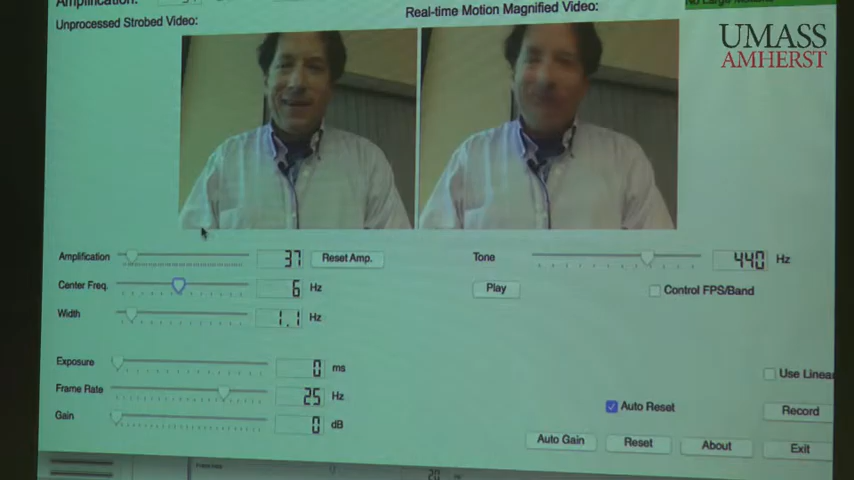 Amplification:
Unprocessed Strobed Video:
Real-time Motion Magnified Video:
UMASS
AMHERST
Amplification 37 Reset Amp.
Center Freq. 6 Hz
Width 1.1 Hz
Tone 440 Hz
Play
Control FPS/Band
Exposure 0 ms
Frame Rate 25 Hz
Gain 0 dB
Use Linear
Auto Reset
Record
Auto Gain
Reset
About
Exit
20